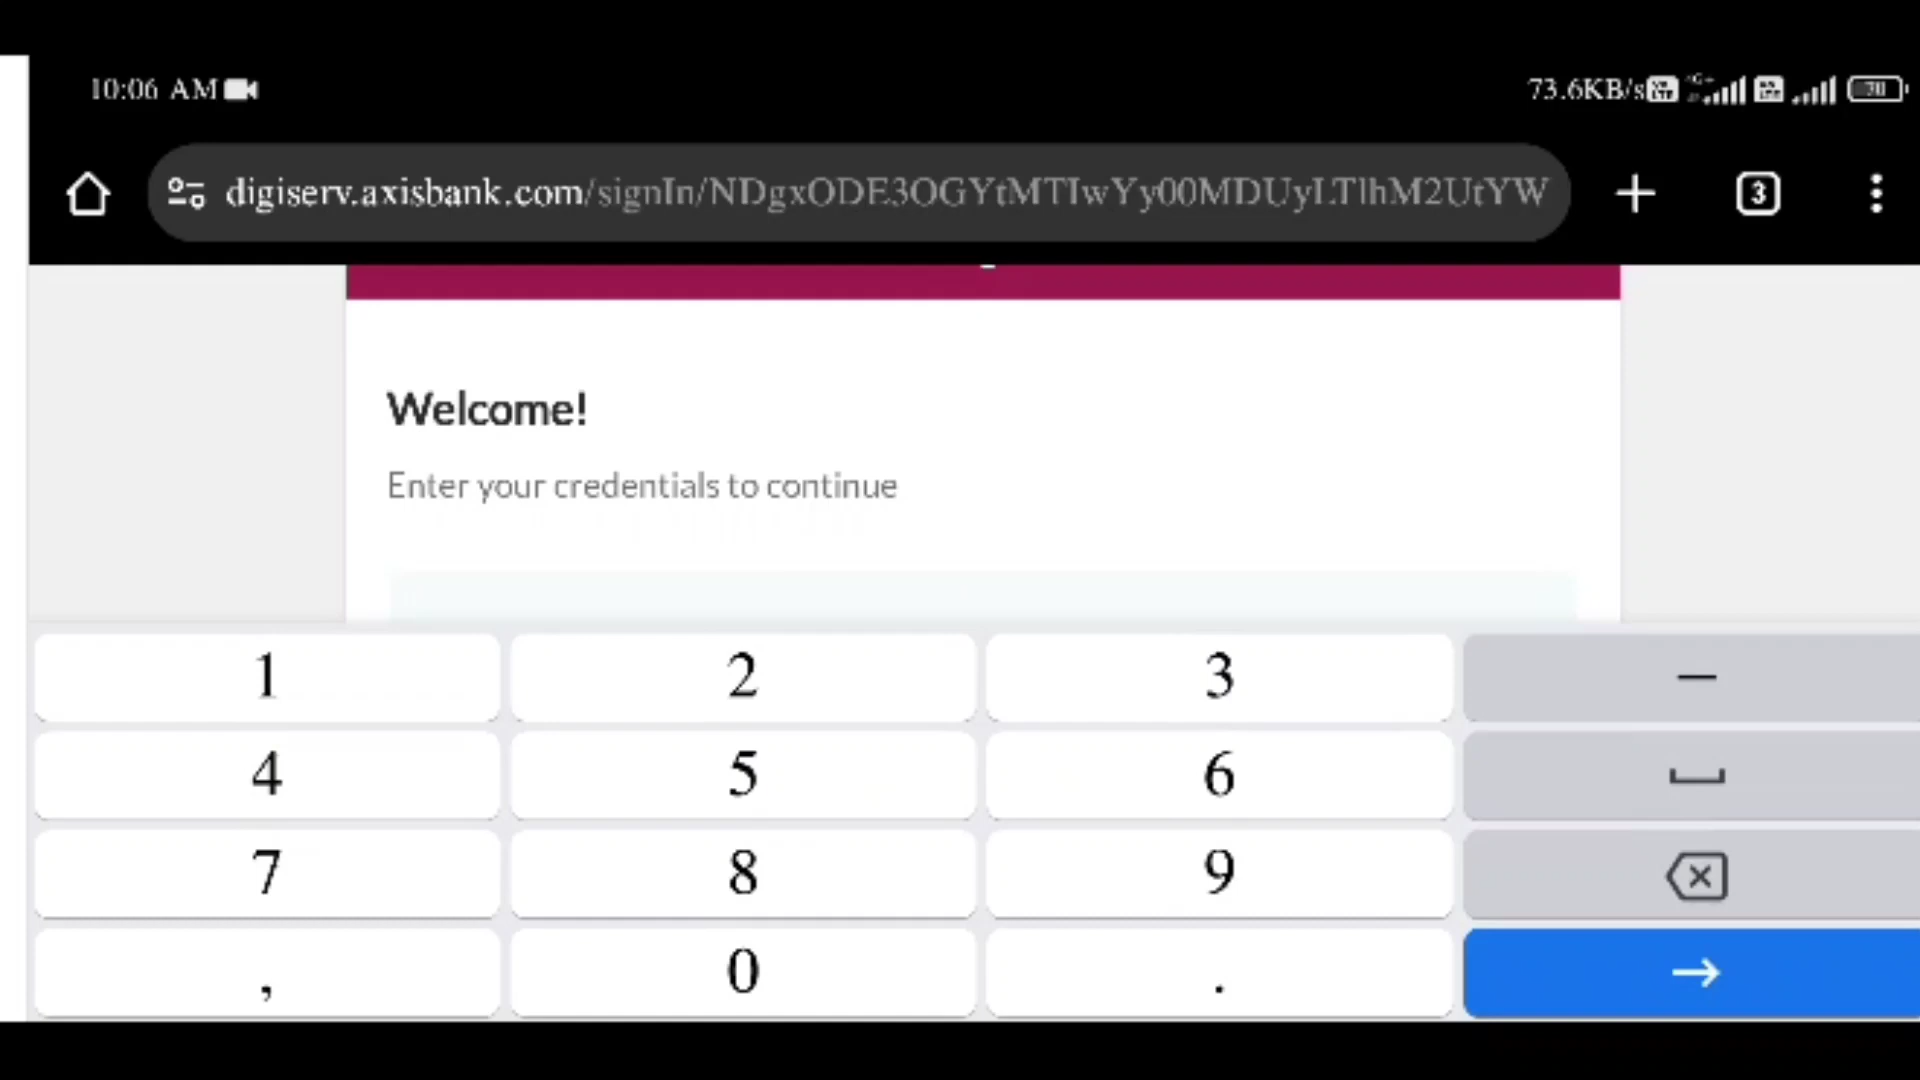 10:06 AM
73.6KB/s
digiserv.axisbank.com/signIn/NDgxODE3OGYtMTIwYy00MDUyLTlhM2UtYW
3
Welcome!
Enter your credentials to continue
1 2 3 –
4 5 6
7 8 9
, 0 .